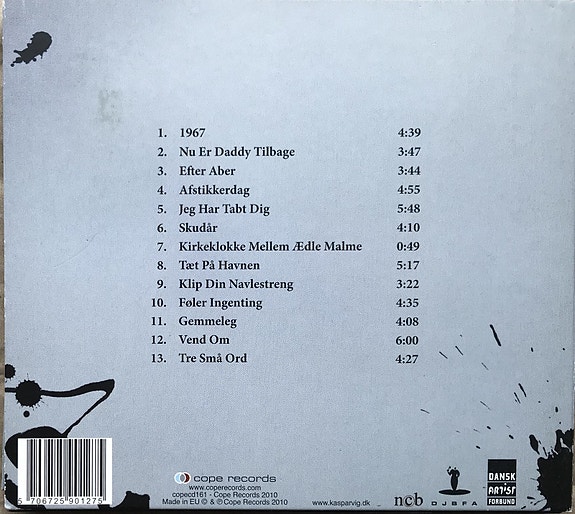 1. 1967 4:39
2. Nu Er Daddy Tilbage 3:47
3. Efter Aber 3:44
4. Afstikkerdag 4:55
5. Jeg Har Tabt Dig 5:48
6. Skudår 4:10
7. Kirkeklokke Mellem Ædle Malme 0:49
8. Tæt På Havnen 5:17
9. Klip Din Navlestreng 3:22
10. Føler Ingenting 4:35
11. Gemmeleg 4:08
12. Vend Om 6:00
13. Tre Små Ord 4:27
5 706725 901275
cope records
www.coperecords.com
copecd161 - Cope Records 2010
Made in EU © & ℗ Cope Records 2010
www.kasparvig.dk
ncb
DJBFA
DANSK
ARTIST
FORBUND